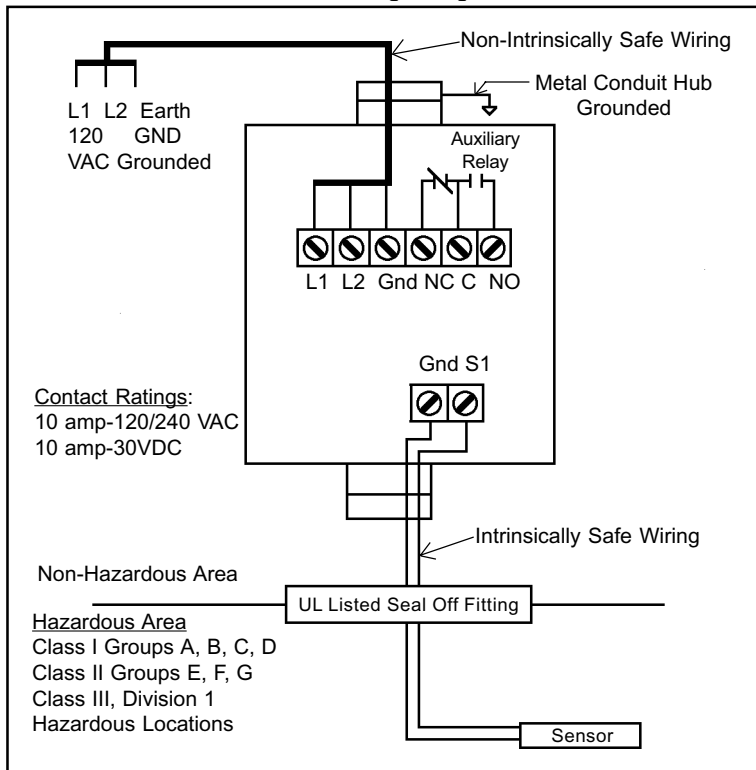 Non-Intrinsically Safe Wiring
Metal Conduit Hub
Grounded
L1 L2 Earth
120 GND
VAC Grounded
Auxiliary
Relay
L1 L2 Gnd NC C NO
Gnd S1
Contact Ratings:
10 amp-120/240 VAC
10 amp-30VDC
Intrinsically Safe Wiring
Non-Hazardous Area
UL Listed Seal Off Fitting
Hazardous Area
Class I Groups A, B, C, D
Class II Groups E, F, G
Class III, Division 1
Hazardous Locations
Sensor